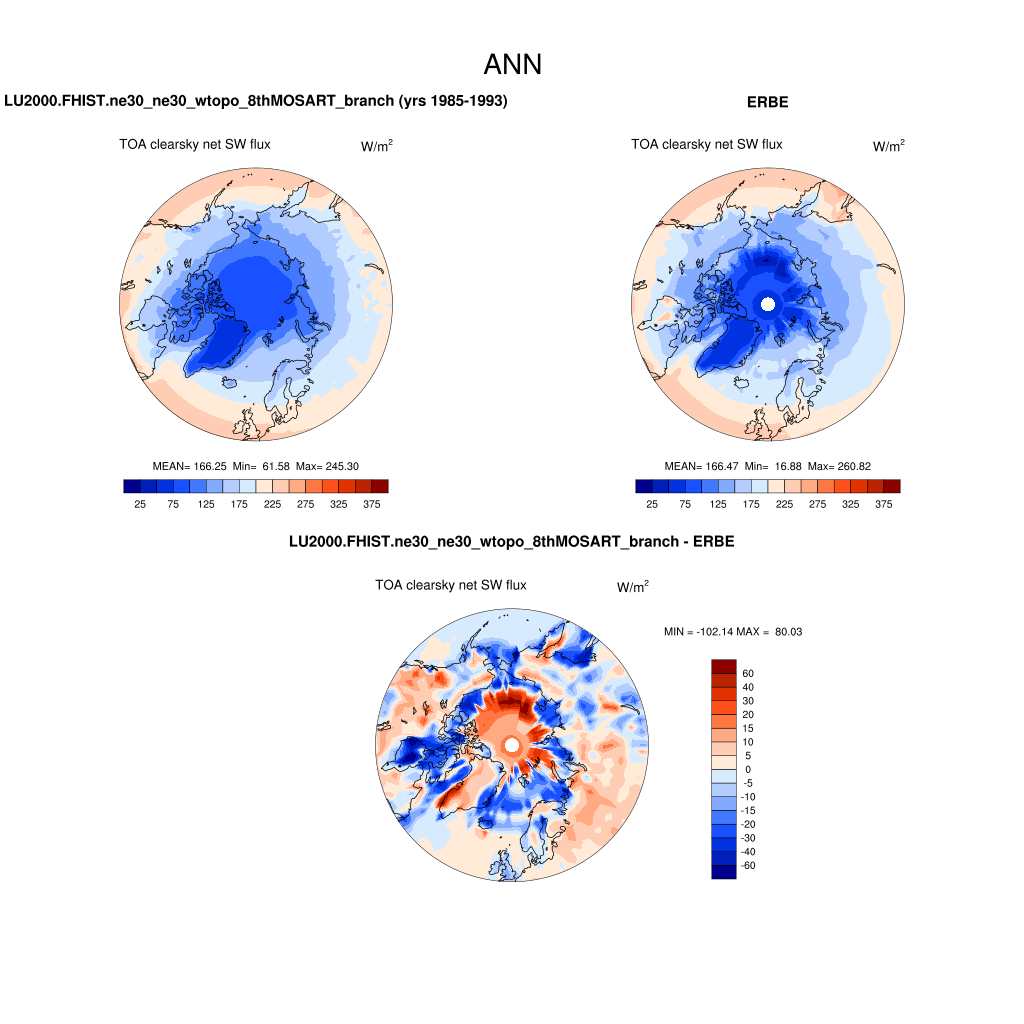 ANN
LU2000.FHIST.ne30_ne30_wtopo_8thMOSART_branch (yrs 1985-1993)
ERBE
TOA clearsky net SW flux W/m²
TOA clearsky net SW flux W/m²
MEAN= 166.25 Min= 61.58 Max= 245.30
25 75 125 175 225 275 325 375
MEAN= 166.47 Min= 16.88 Max= 260.82
25 75 125 175 225 275 325 375
LU2000.FHIST.ne30_ne30_wtopo_8thMOSART_branch - ERBE
TOA clearsky net SW flux W/m²
MIN = -102.14 MAX = 80.03
60
40
30
20
15
10
5
0
-5
-10
-15
-20
-30
-40
-60